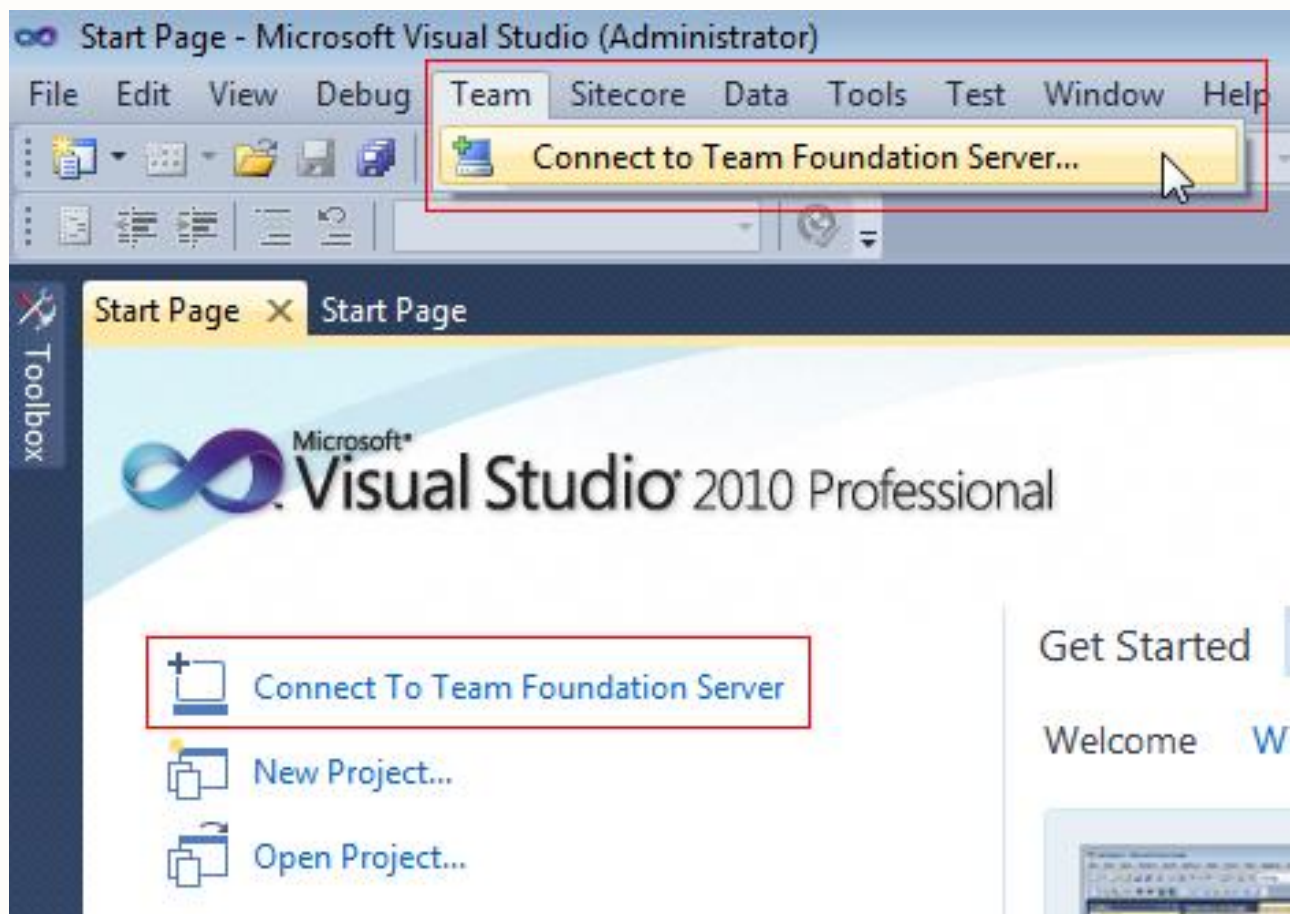 Start Page - Microsoft Visual Studio (Administrator)
File Edit View Debug Team Sitecore Data Tools Test Window Help
Connect to Team Foundation Server...
Start Page Start Page
Toolbox
Microsoft®
Visual Studio® 2010 Professional
Connect To Team Foundation Server
New Project...
Open Project...
Get Started
Welcome W